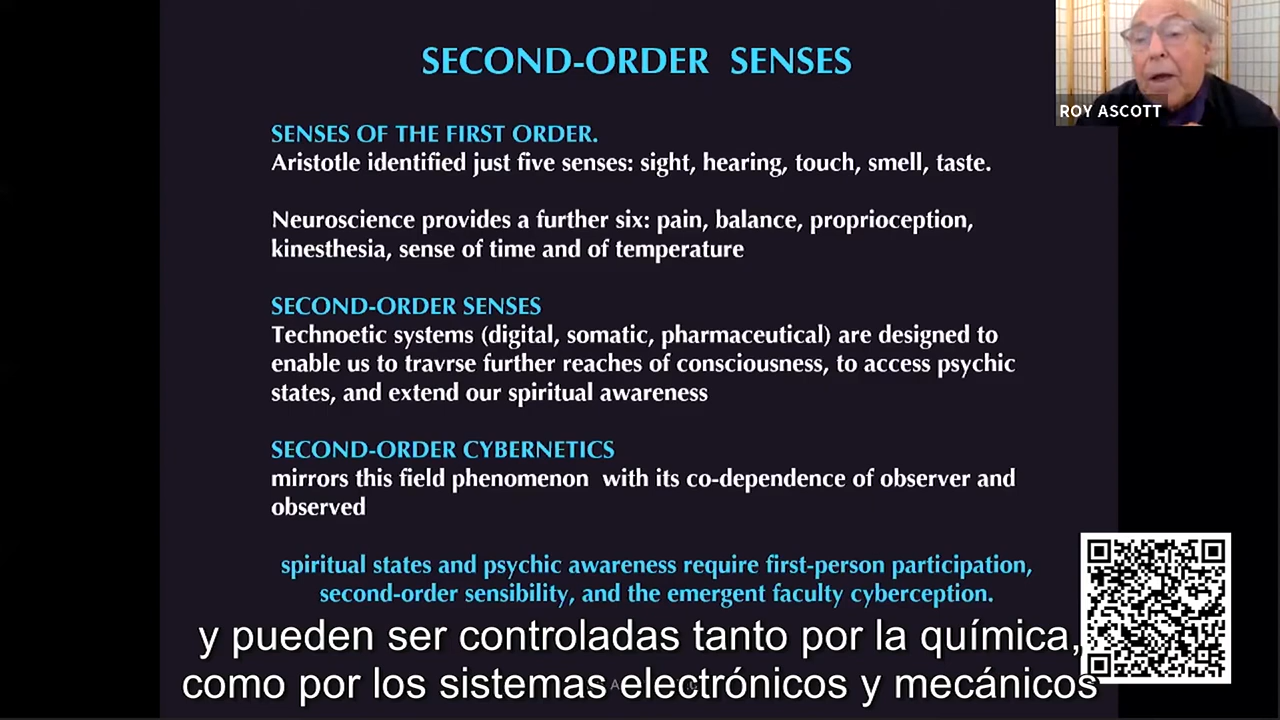 SECOND-ORDER SENSES
ROY ASCOTT
SENSES OF THE FIRST ORDER.
Aristotle identified just five senses: sight, hearing, touch, smell, taste.
Neuroscience provides a further six: pain, balance, proprioception,
kinesthesia, sense of time and of temperature
SECOND-ORDER SENSES
Technoetic systems (digital, somatic, pharmaceutical) are designed to
enable us to travrse further reaches of consciousness, to access psychic
states, and extend our spiritual awareness
SECOND-ORDER CYBERNETICS
mirrors this field phenomenon with its co-dependence of observer and
observed
spiritual states and psychic awareness require first-person participation,
second-order sensibility, and the emergent faculty cyberception.
y pueden ser controladas tanto por la química,
como por los sistemas electrónicos y mecánicos